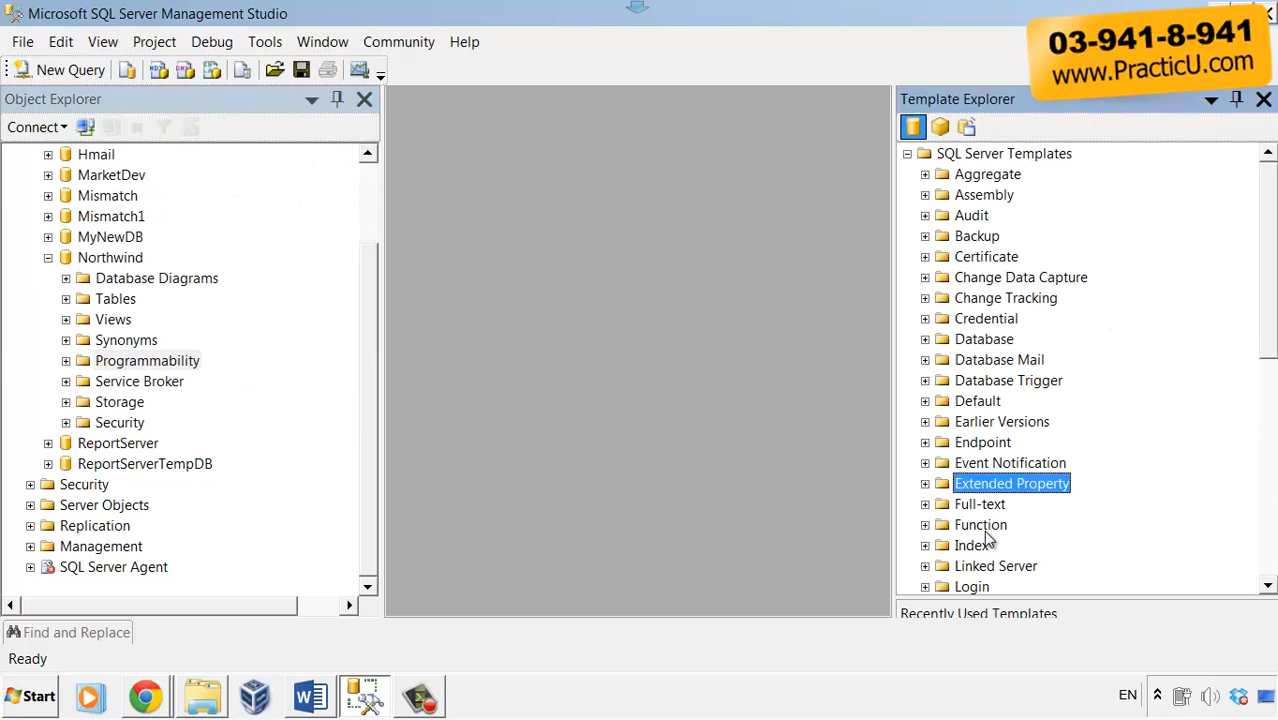 Microsoft SQL Server Management Studio
03-941-8-941
www.PracticU.com
File Edit View Project Debug Tools Window Community Help
New Query
Object Explorer
Connect
Hmail
MarketDev
Mismatch
Mismatch1
MyNewDB
Northwind
Database Diagrams
Tables
Views
Synonyms
Programmability
Service Broker
Storage
Security
ReportServer
ReportServerTempDB
Security
Server Objects
Replication
Management
SQL Server Agent
Template Explorer
SQL Server Templates
Aggregate
Assembly
Audit
Backup
Certificate
Change Data Capture
Change Tracking
Credential
Database
Database Mail
Database Trigger
Default
Earlier Versions
Endpoint
Event Notification
Extended Property
Full-text
Function
Index
Linked Server
Login
Recently Used Templates
Find and Replace
Ready
Start
EN